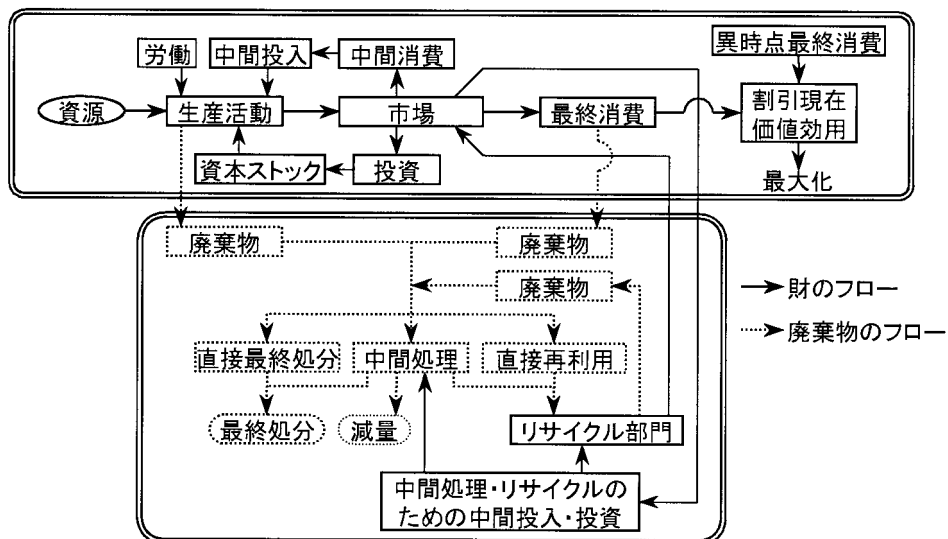 労働
中間投入
中間消費
異時点最終消費
資源
生産活動
市場
最終消費
割引現在
価値効用
資本ストック
投資
最大化
廃棄物
廃棄物
廃棄物
財のフロー
廃棄物のフロー
直接最終処分
中間処理
直接再利用
最終処分
減量
リサイクル部門
中間処理・リサイクルの
ための中間投入・投資